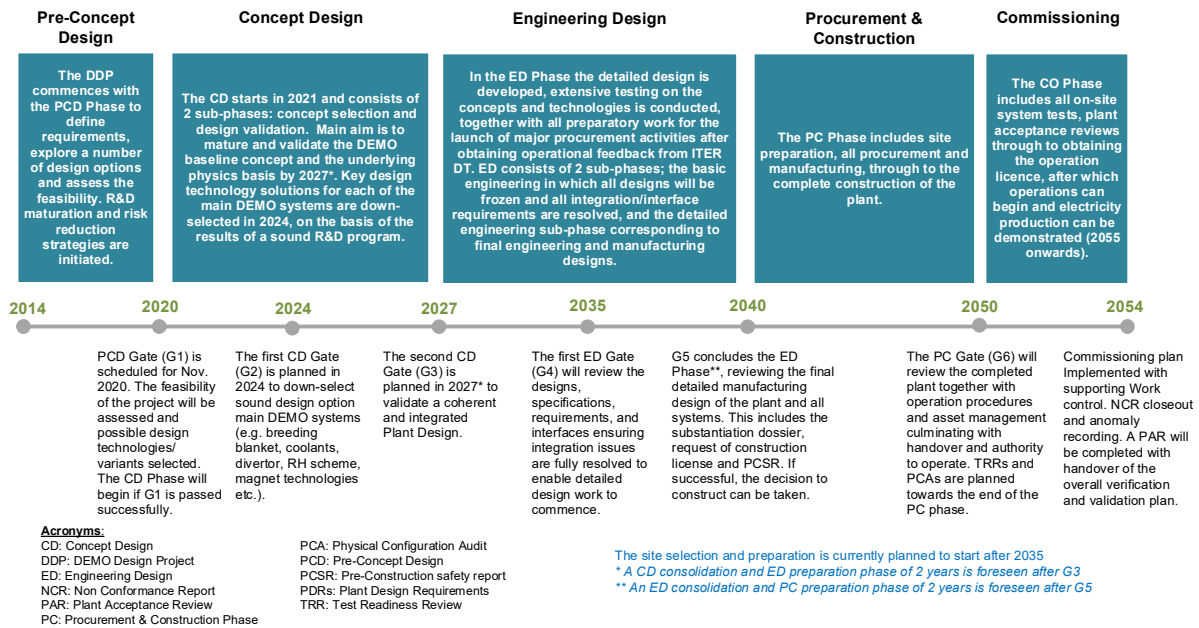 Pre-Concept
Design
Concept Design
Engineering Design
Procurement &
Construction
Commissioning
The DDP
commences with
the PCD Phase to
define
requirements,
explore a number
of design options
and assess the
feasibility. R&D
maturation and risk
reduction
strategies are
initiated.
The CD starts in 2021 and consists of
2 sub-phases: concept selection and
design validation.  Main aim is to
mature and validate the DEMO
baseline concept and the underlying
physics basis by 2027*. Key design
technology solutions for each of the
main DEMO systems are down-
selected in 2024, on the basis of the
results of a sound R&D program.
In the ED Phase the detailed design is
developed, extensive testing on the
concepts and technologies is conducted,
together with all preparatory work for the
launch of major procurement activities after
obtaining operational feedback from ITER
DT. ED consists of 2 sub-phases; the basic
engineering in which all designs will be
frozen and all integration/interface
requirements are resolved, and the detailed
engineering sub-phase corresponding to
final engineering and manufacturing
designs.
The PC Phase includes site
preparation, all procurement and
manufacturing, through to the
complete construction of the
plant.
The CO Phase
includes all on-site
system tests, plant
acceptance reviews
through to obtaining
the operation
licence, after which
operations can
begin and electricity
production can be
demonstrated (2055
onwards).
2014
2020
2024
2027
2035
2040
2050
2054
PCD Gate (G1) is
scheduled for Nov.
2020. The feasibility
of the project will be
assessed and
possible design
technologies/
variants selected.
The CD Phase will
begin if G1 is passed
successfully.
The first CD Gate
(G2) is planned in
2024 to down-select
sound design option
main DEMO systems
(e.g. breeding
blanket, coolants,
divertor, RH scheme,
magnet technologies
etc.).
The second CD
Gate (G3) is
planned in 2027* to
validate a coherent
and integrated
Plant Design.
The first ED Gate
(G4) will review the
designs,
specifications,
requirements, and
interfaces ensuring
integration issues
are fully resolved to
enable detailed
design work to
commence.
G5 concludes the ED
Phase**, reviewing the final
detailed manufacturing
design of the plant and all
systems. This includes the
substantiation dossier,
request of construction
license and PCSR. If
successful, the decision to
construct can be taken.
The PC Gate (G6) will
review the completed
plant together with
operation procedures
and asset management
culminating with
handover and authority
to operate. TRRs and
PCAs are planned
towards the end of the
PC phase.
Commissioning plan
Implemented with
supporting Work
control. NCR closeout
and anomaly
recording. A PAR will
be completed with
handover of the
overall verification
and validation plan.
Acronyms:
CD: Concept Design
DDP: DEMO Design Project
ED: Engineering Design
NCR: Non Conformance Report
PAR: Plant Acceptance Review
PC: Procurement & Construction Phase
PCA: Physical Configuration Audit
PCD: Pre-Concept Design
PCSR: Pre-Construction safety report
PDRs: Plant Design Requirements
TRR: Test Readiness Review
The site selection and preparation is currently planned to start after 2035
* A CD consolidation and ED preparation phase of 2 years is foreseen after G3
** An ED consolidation and PC preparation phase of 2 years is foreseen after G5